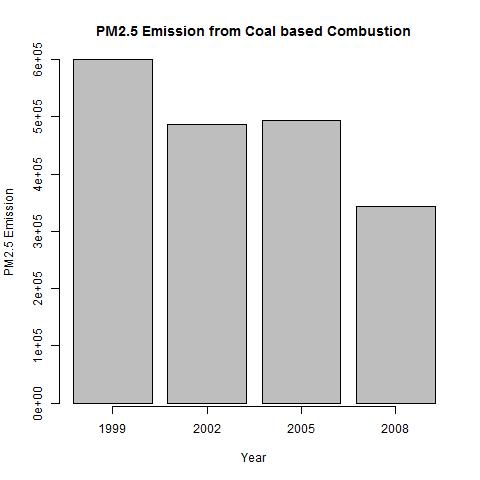 PM2.5 Emission from Coal based Combustion
6e+05
5e+05
4e+05
3e+05
2e+05
1e+05
0e+00
PM2.5 Emission
1999 2002 2005 2008
Year